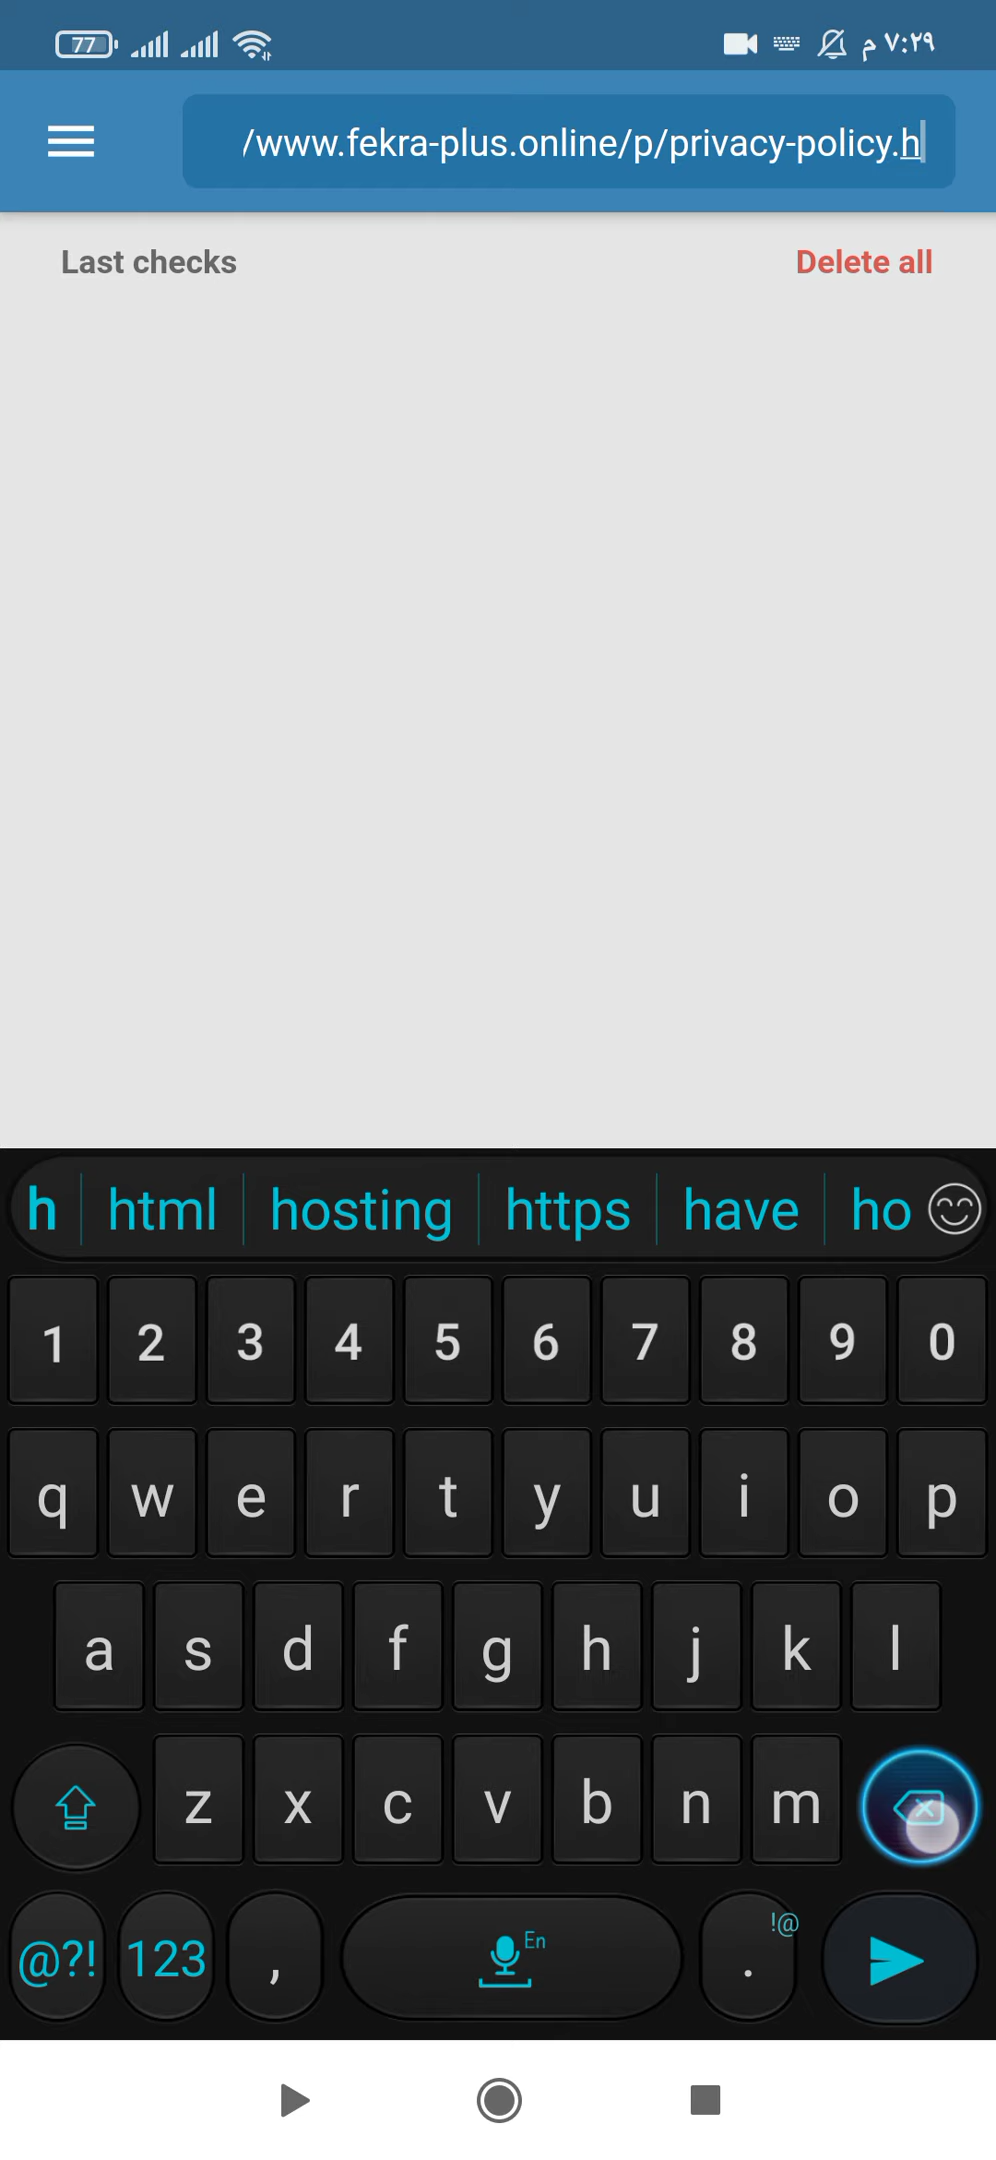 77 م ٧:٢٩
/www.fekra-plus.online/p/privacy-policy.h
Last checks Delete all
h html hosting https have ho
1 2 3 4 5 6 7 8 9 0
q w e r t y u i o p
a s d f g h j k l
z x c v b n m
@?! 123 , En . !@